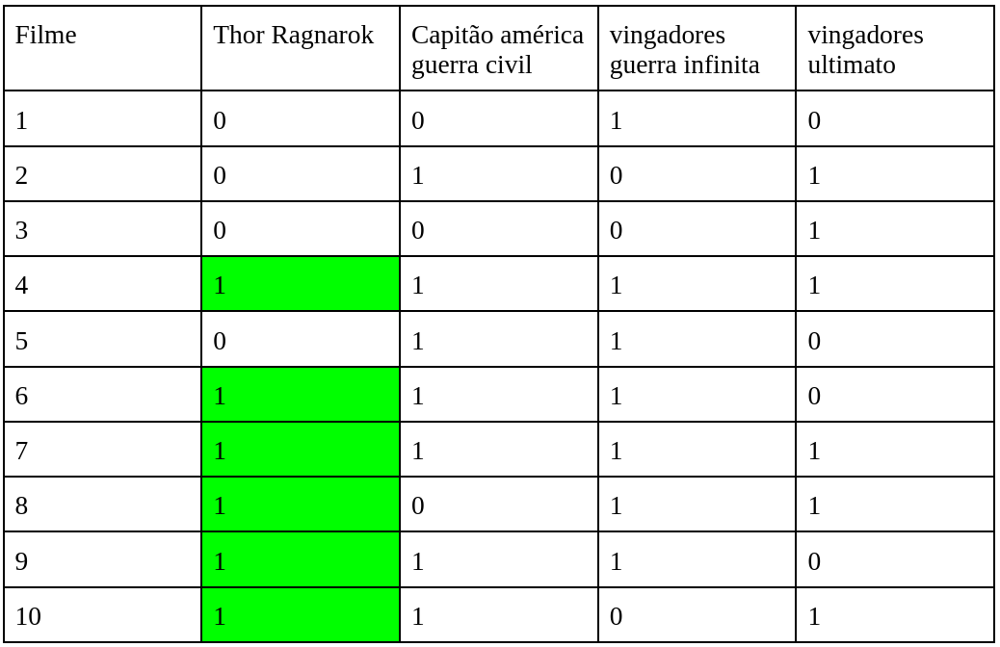 Filme Thor Ragnarok Capitão américa guerra civil vingadores guerra infinita vingadores ultimato
1 0 0 1 0
2 0 1 0 1
3 0 0 0 1
4 1 1 1 1
5 0 1 1 0
6 1 1 1 0
7 1 1 1 1
8 1 0 1 1
9 1 1 1 0
10 1 1 0 1